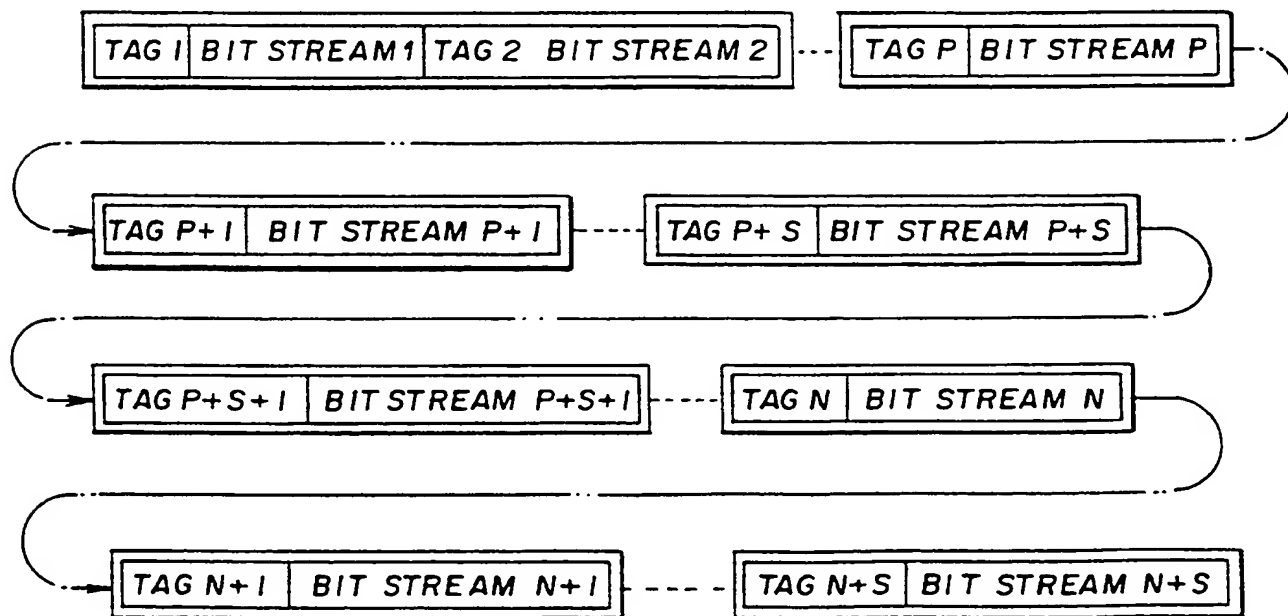 TAG 1 BIT STREAM 1 TAG 2 BIT STREAM 2 TAG P BIT STREAM P
TAG P+1 BIT STREAM P+1 TAG P+S BIT STREAM P+S
TAG P+S+1 BIT STREAM P+S+1 TAG N BIT STREAM N
TAG N+1 BIT STREAM N+1 TAG N+S BIT STREAM N+S